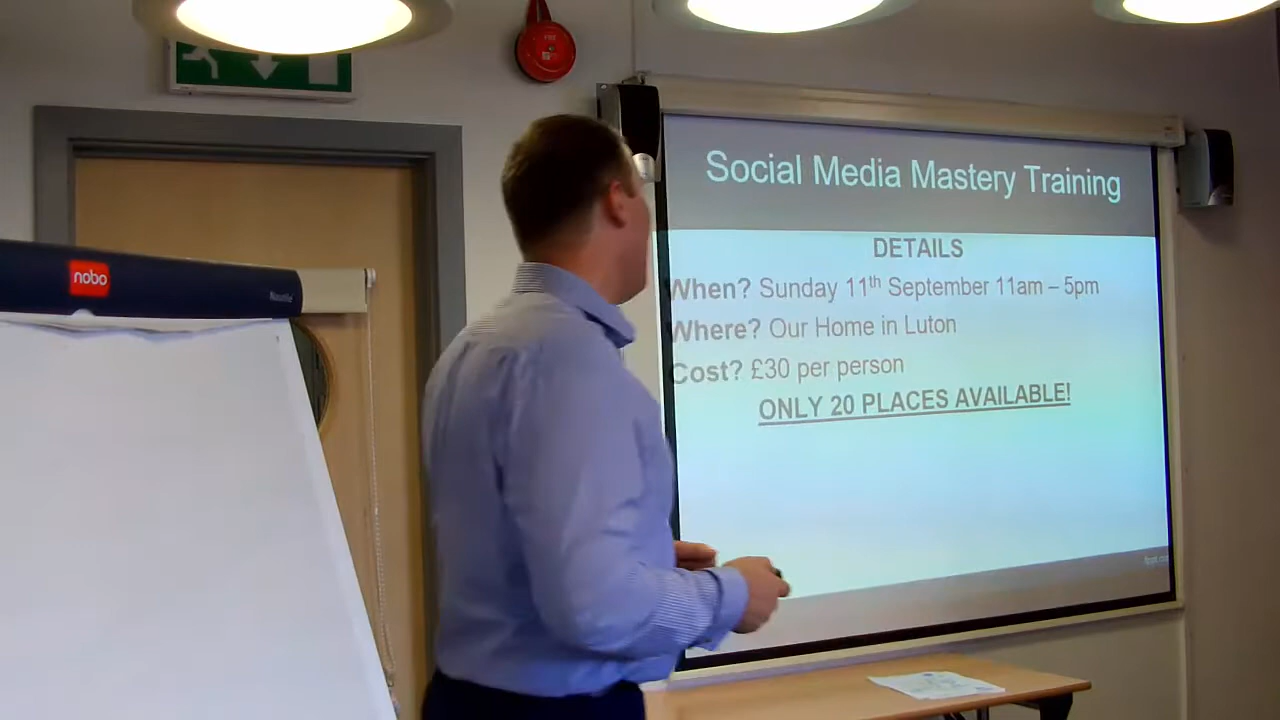 Social Media Mastery Training
DETAILS
When? Sunday 11th September 11am – 5pm
Where? Our Home in Luton
Cost? £30 per person
ONLY 20 PLACES AVAILABLE!
nobo